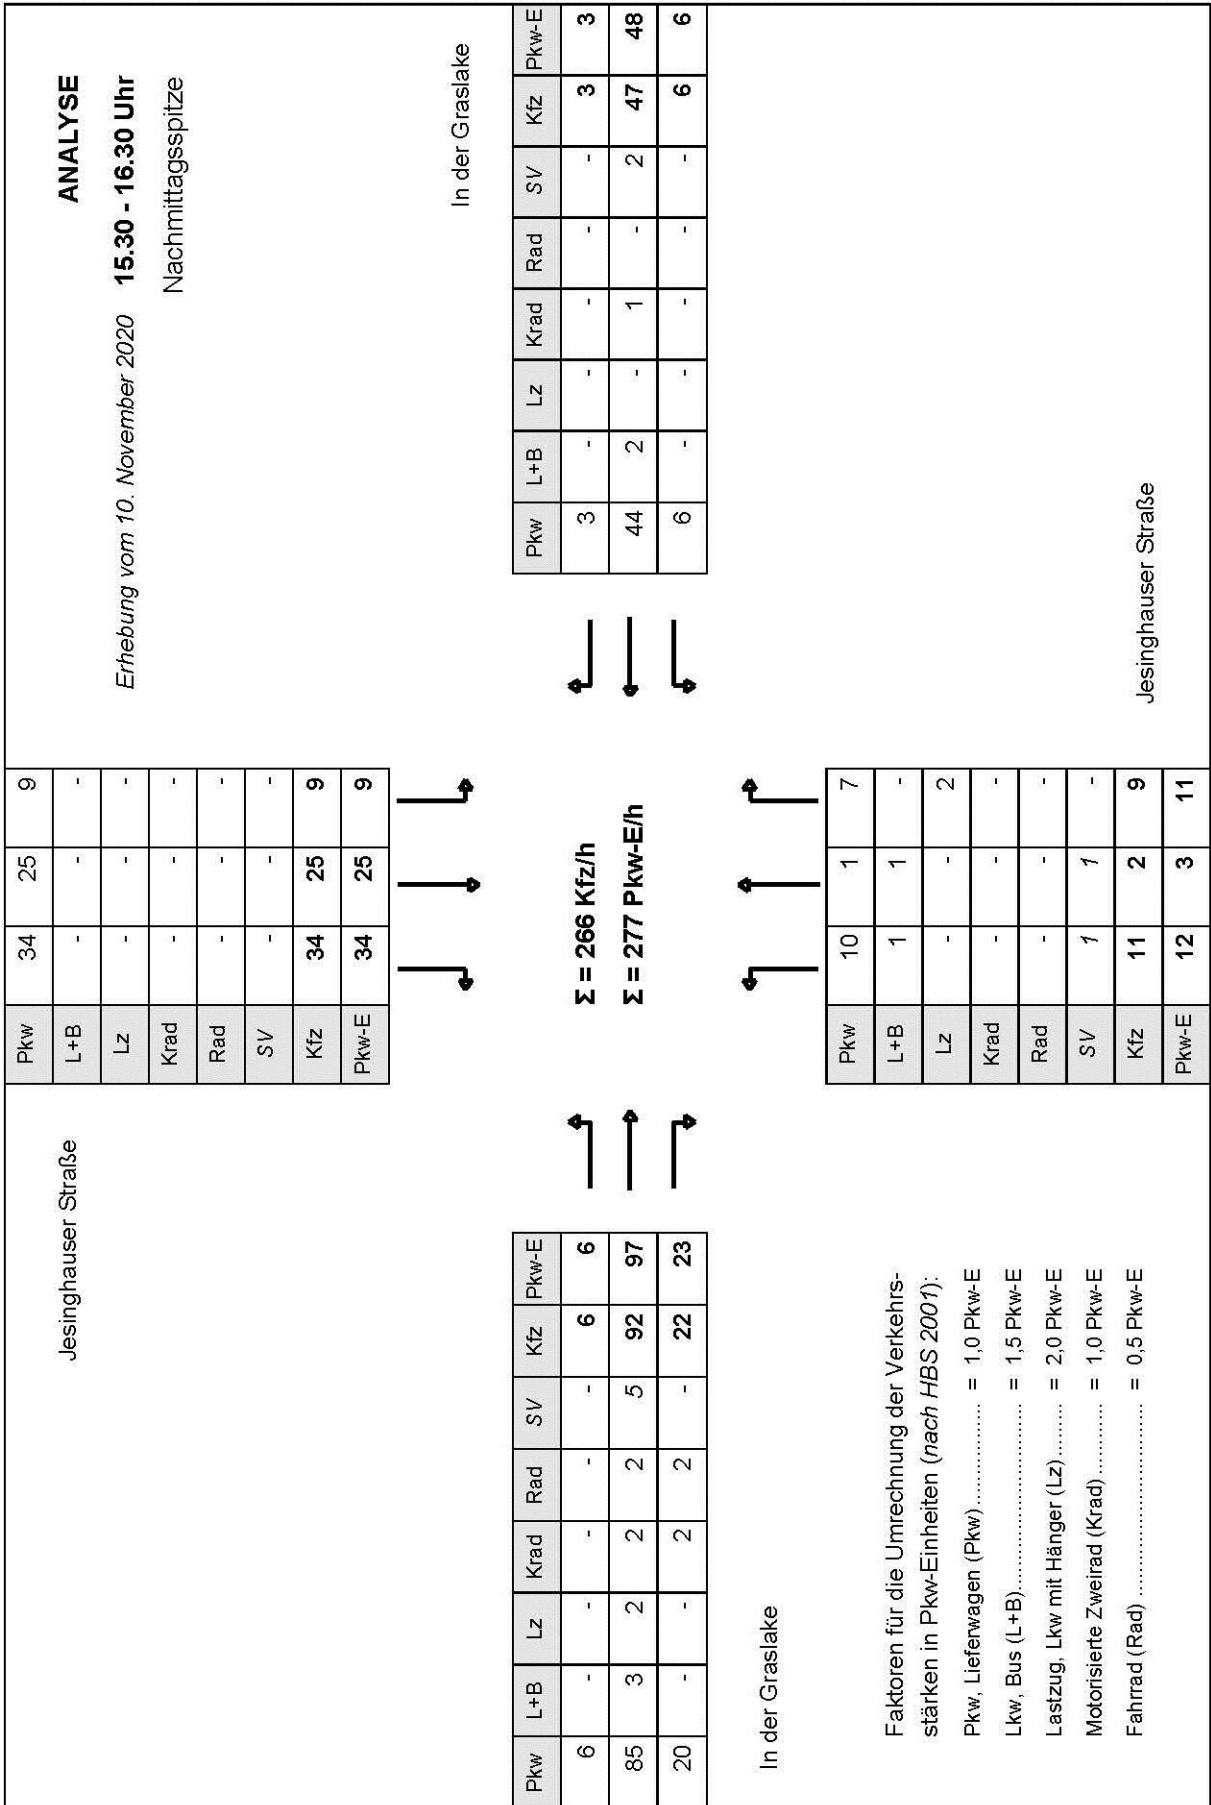 ANALYSE
Erhebung vom 10. November 2020 15.30 - 16.30 Uhr
Nachmittagsspitze
Jesinghauser Straße
Pkw 34 25 9
L+B - - -
Lz - - -
Krad - - -
Rad - - -
SV - - -
Kfz 34 25 9
Pkw-E 34 25 9
In der Graslake
Pkw L+B Lz Krad Rad SV Kfz Pkw-E
6 - - - - - 6 6
85 3 2 2 2 5 92 97
20 - - 2 2 - 22 23
Σ = 266 Kfz/h
Σ = 277 Pkw-E/h
Pkw L+B Lz Krad Rad SV Kfz Pkw-E
3 - - - - - 3 3
44 2 - 1 - 2 47 48
6 - - - - - 6 6
In der Graslake
Pkw 10 1 7
L+B 1 1 -
Lz - - 2
Krad - - -
Rad - - -
SV 1 1 -
Kfz 11 2 9
Pkw-E 12 3 11
Jesinghauser Straße
Faktoren für die Umrechnung der Verkehrs-
stärken in Pkw-Einheiten (nach HBS 2001):
Pkw, Lieferwagen (Pkw)................ = 1,0 Pkw-E
Lkw, Bus (L+B)................................ = 1,5 Pkw-E
Lastzug, Lkw mit Hänger (Lz)......... = 2,0 Pkw-E
Motorisierte Zweirad (Krad)............ = 1,0 Pkw-E
Fahrrad (Rad) ................................ = 0,5 Pkw-E